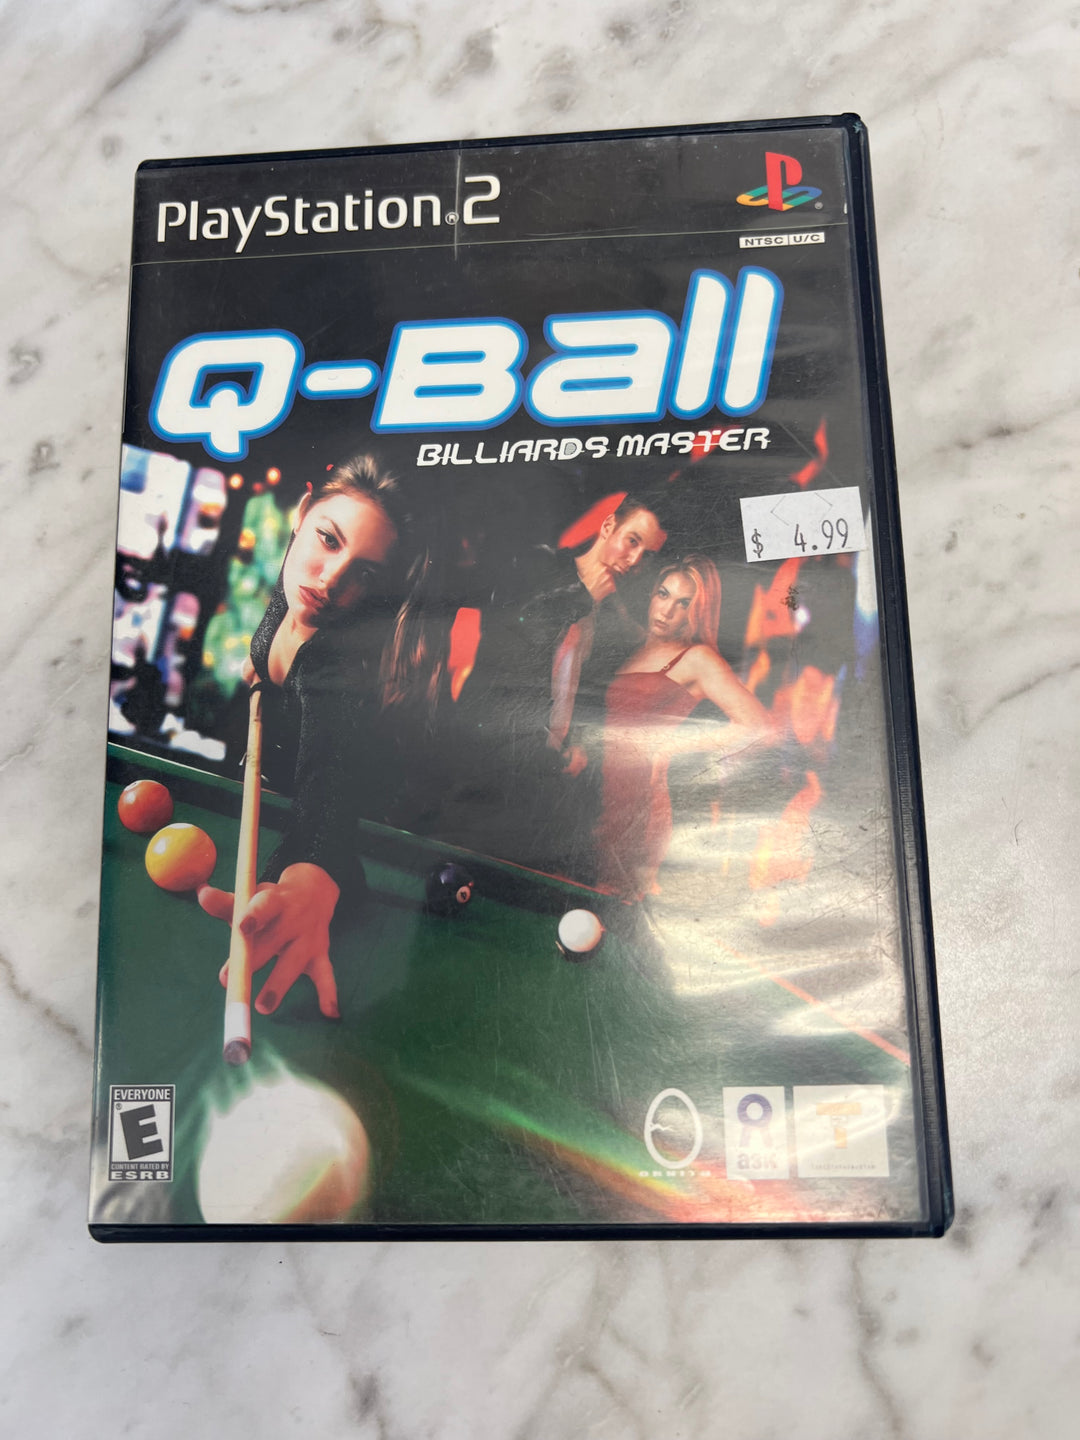 PlayStation®2
NTSC U/C
Q-Ball
BILLIARDS MASTER
$ 4.99
EVERYONE
E
CONTENT RATED BY
ESRB
ask